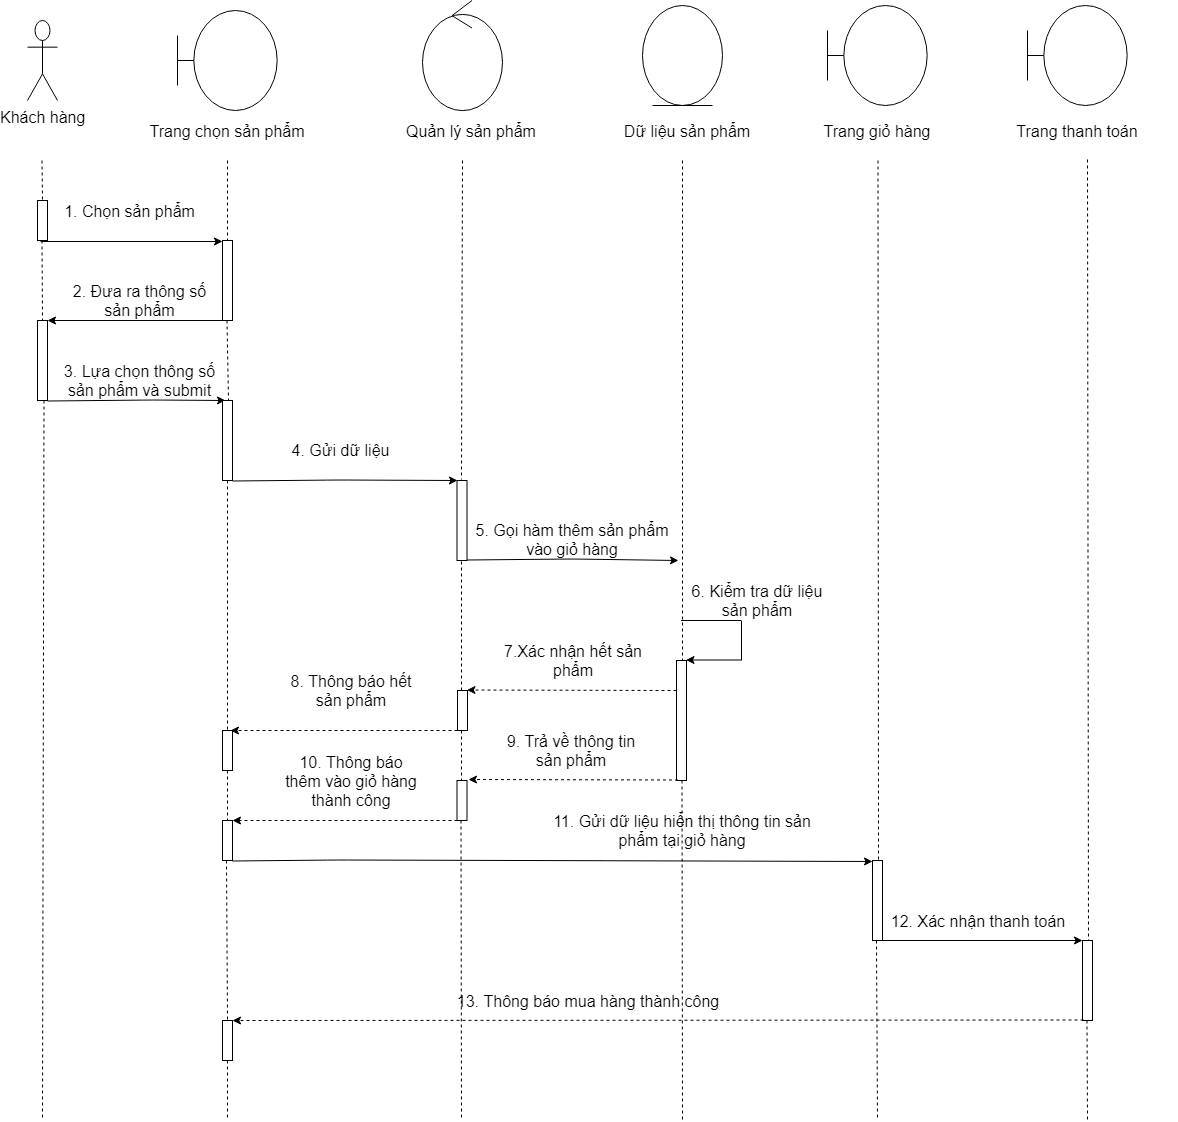 Khách hàng
Trang chọn sản phẩm
Quản lý sản phẩm
Dữ liệu sản phẩm
Trang giỏ hàng
Trang thanh toán
1. Chọn sản phẩm
2. Đưa ra thông số
sản phẩm
3. Lựa chọn thông số
sản phẩm và submit
4. Gửi dữ liệu
5. Gọi hàm thêm sản phẩm
vào giỏ hàng
6. Kiểm tra dữ liệu
sản phẩm
7.Xác nhận hết sản
phẩm
8. Thông báo hết
sản phẩm
9. Trả về thông tin
sản phẩm
10. Thông báo
thêm vào giỏ hàng
thành công
11. Gửi dữ liệu hiển thị thông tin sản
phẩm tại giỏ hàng
12. Xác nhận thanh toán
13. Thông báo mua hàng thành công